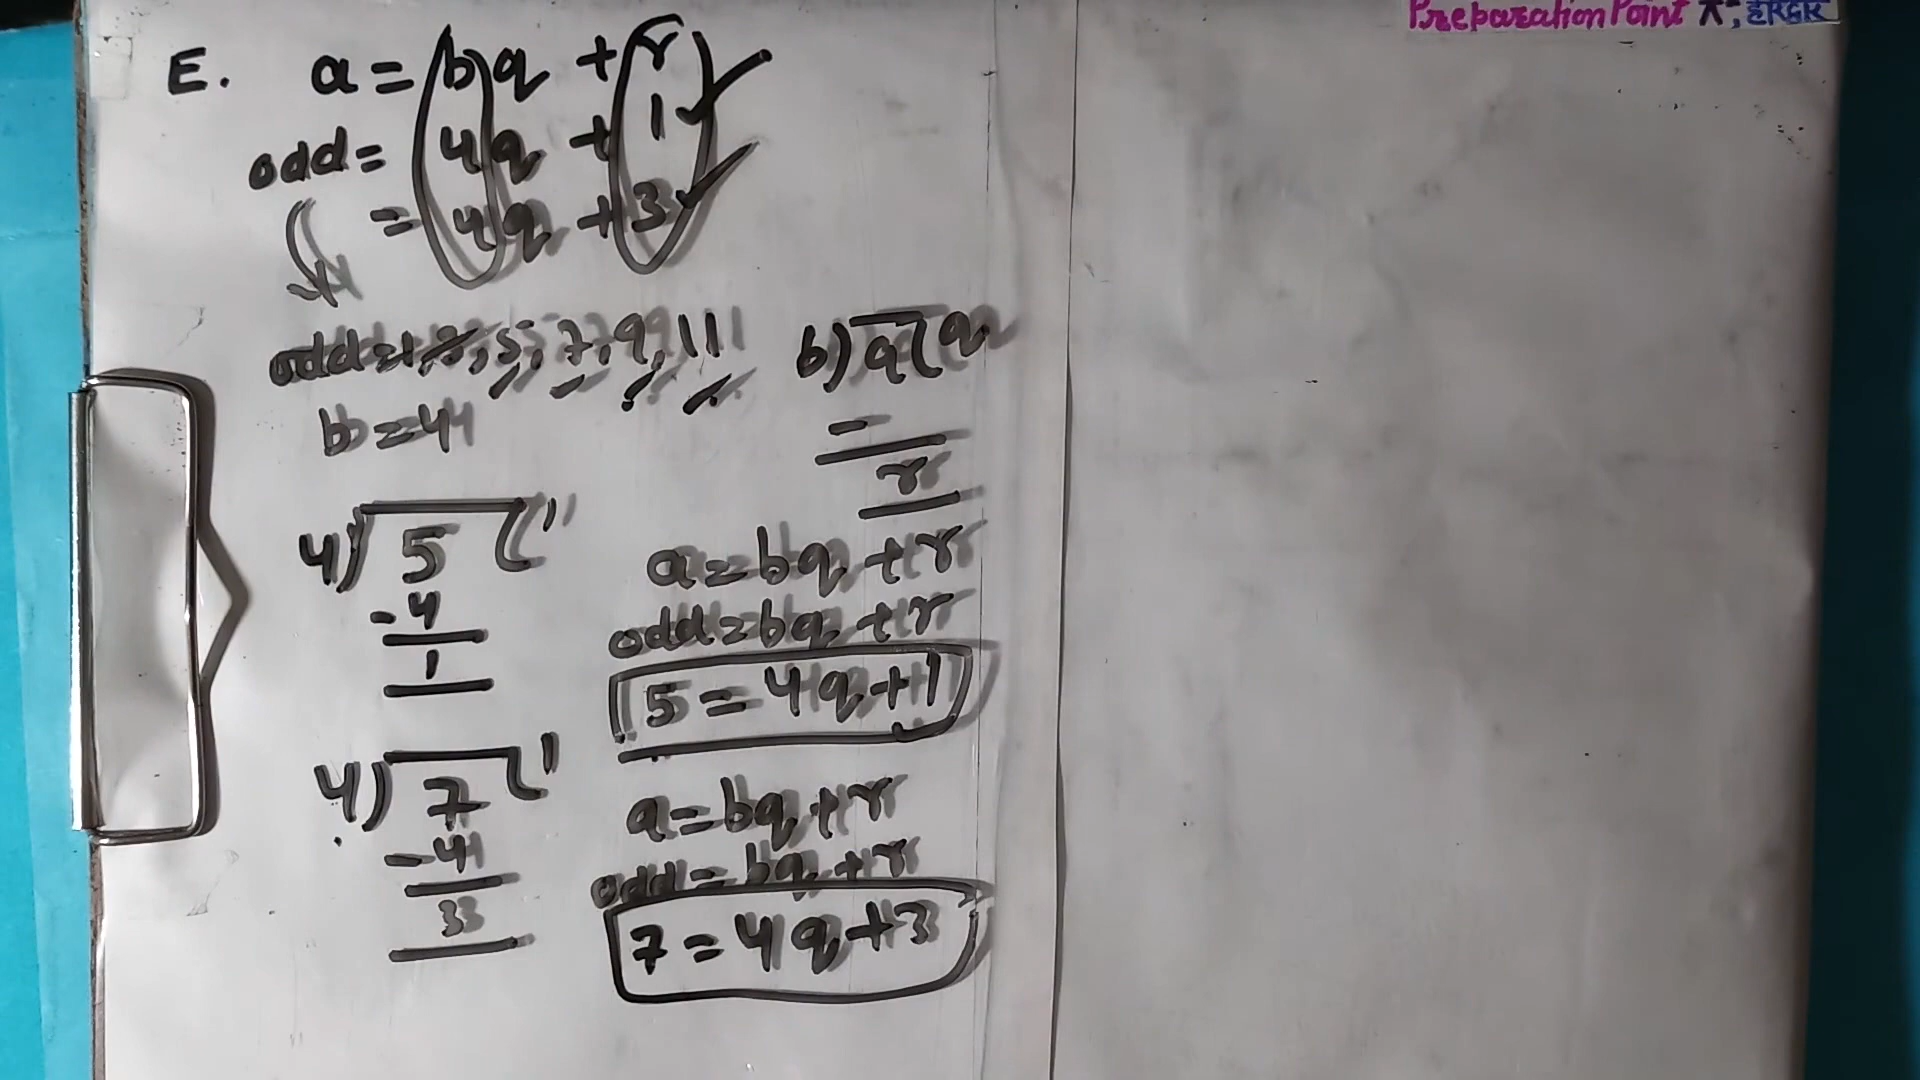 Preparation Point
E. a = bq + r
odd = 4q + 1
= 4q + 3
odd = 1, 3, 5, 7, 9, 11
b = 4
b) a ( q
-
r
4) 5 ( 1
- 4
1
a = bq + r
odd = bq + r
5 = 4q + 1
4) 7 ( 1
- 4
3
a = bq + r
odd = bq + r
7 = 4q + 3